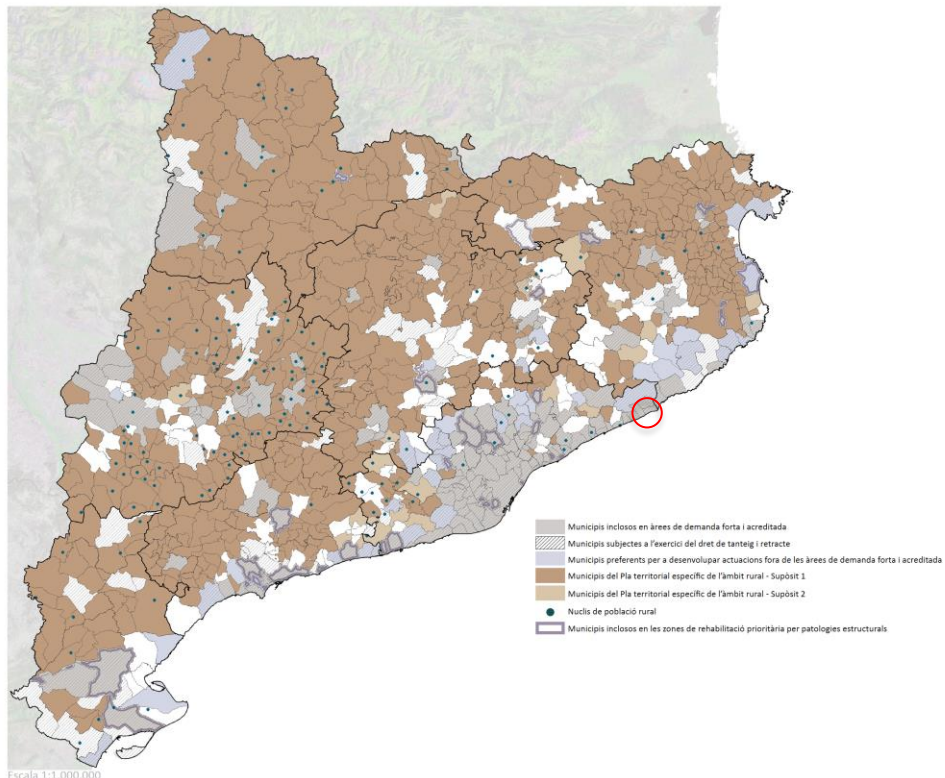 Municipis inclosos en àrees de demanda forta i acreditada
Municipis subjectes a l'exercici del dret de tanteig i retracte
Municipis preferents per a desenvolupar actuacions fora de les àrees de demanda forta i acreditada
Municipis del Pla territorial específic de l'àmbit rural - Supòsit 1
Municipis del Pla territorial específic de l'àmbit rural - Supòsit 2
Nuclis de població rural
Municipis inclosos en les zones de rehabilitació prioritària per patologies estructurals
Escala 1:1.000.000